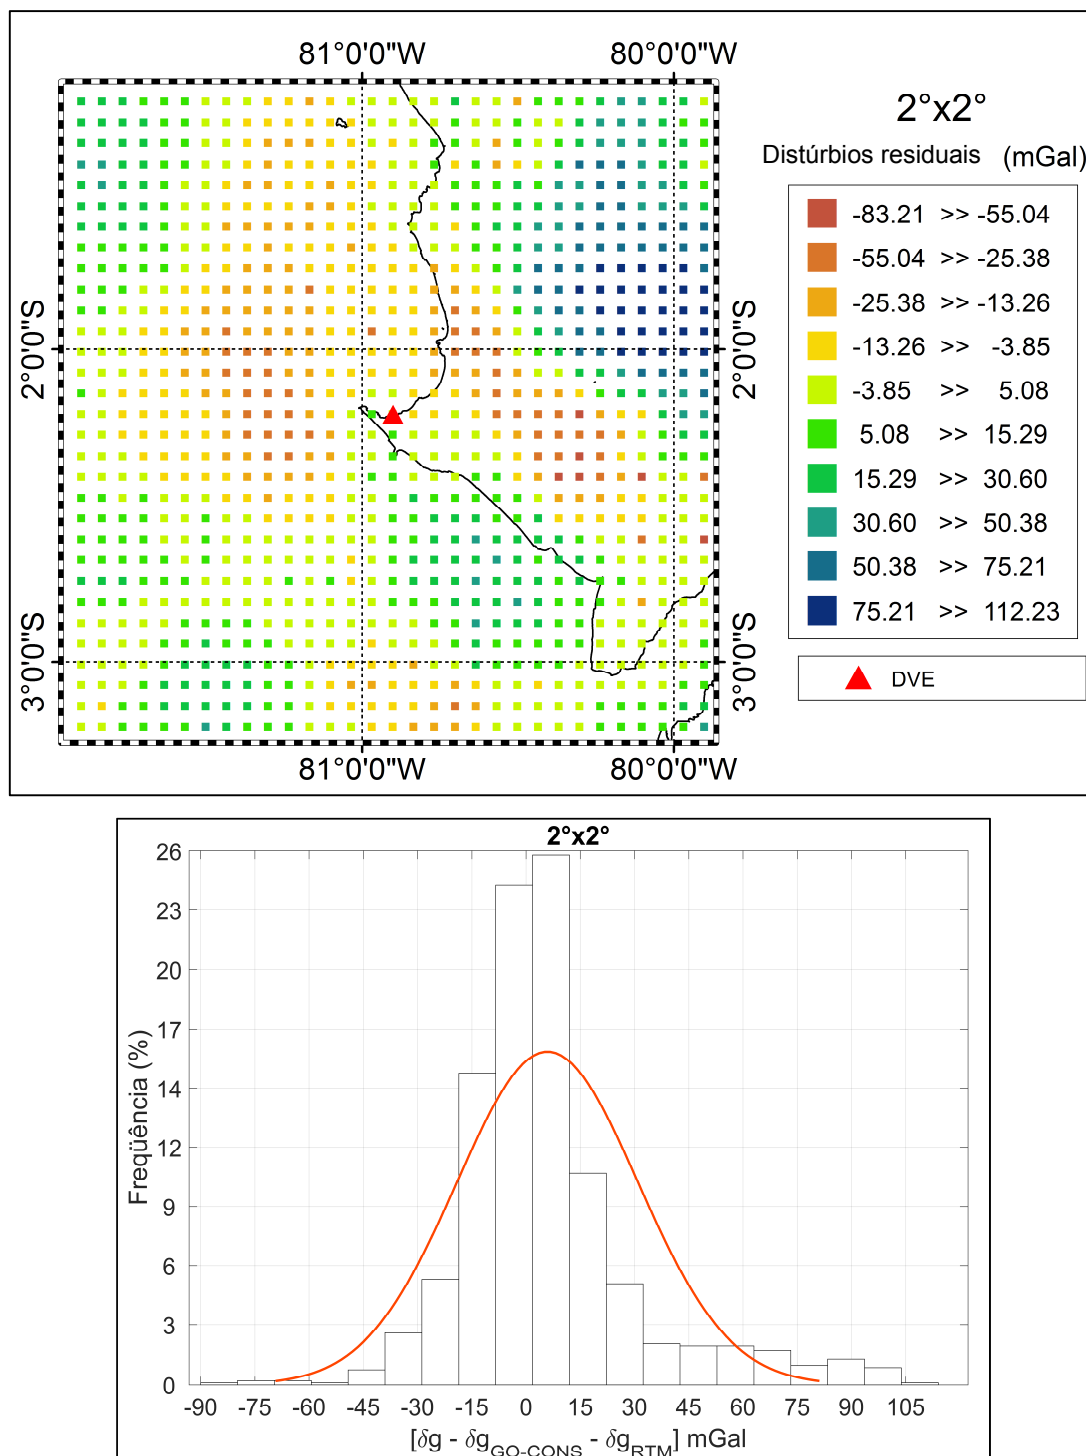 81°0'0"W 80°0'0"W
2°0'0"S 2°0'0"S
3°0'0"S 3°0'0"S
81°0'0"W 80°0'0"W
2°x2°
Distúrbios residuais (mGal)
-83.21 >> -55.04
-55.04 >> -25.38
-25.38 >> -13.26
-13.26 >> -3.85
-3.85 >> 5.08
5.08 >> 15.29
15.29 >> 30.60
30.60 >> 50.38
50.38 >> 75.21
75.21 >> 112.23
DVE
2°x2°
Freqüência (%)
26
23
20
17
14
12
9
6
3
0
-90 -75 -60 -45 -30 -15 0 15 30 45 60 75 90 105
[δg - δgGO-CONS - δgRTM] mGal